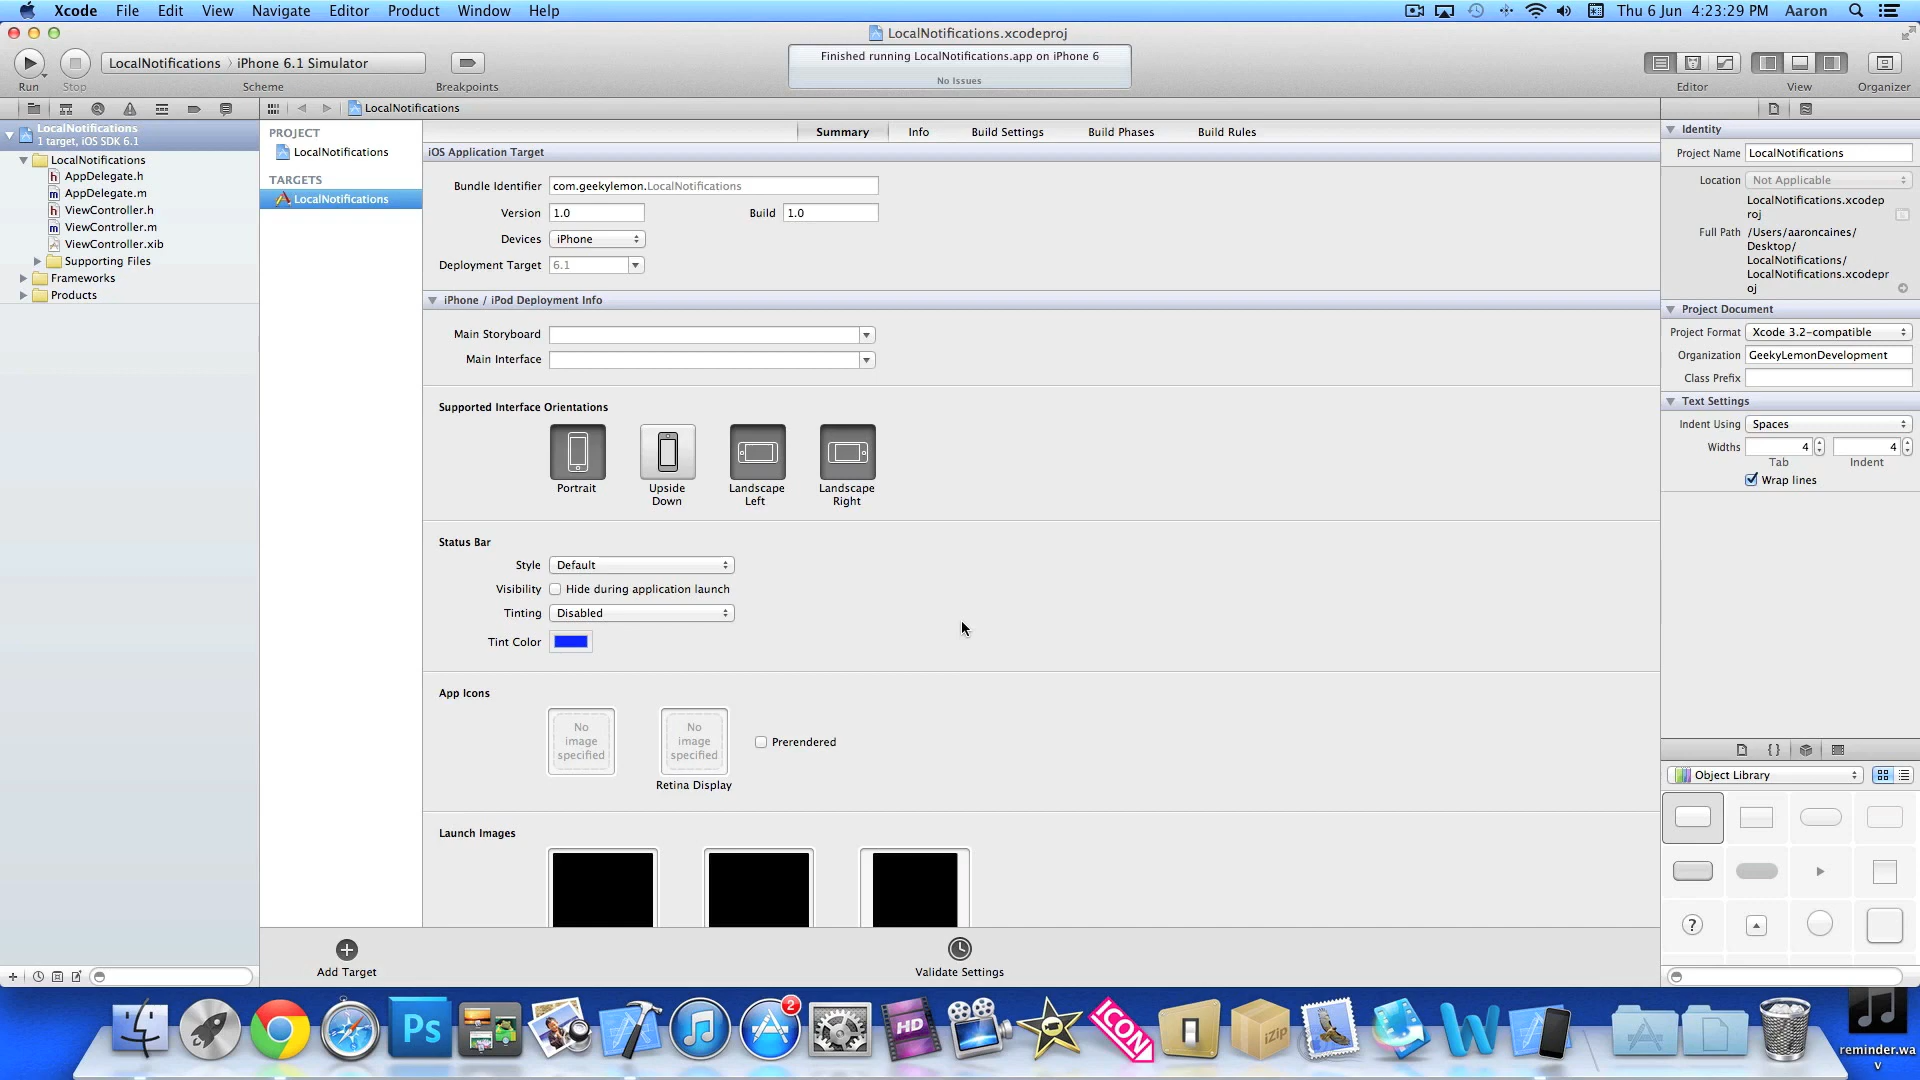 Xcode File Edit View Navigate Editor Product Window Help
Thu 6 Jun 4:23:29 PM Aaron
LocalNotifications.xcodeproj
LocalNotifications iPhone 6.1 Simulator
Finished running LocalNotifications.app on iPhone 6
No Issues
Run Stop Scheme Breakpoints Editor View Organizer
LocalNotifications
LocalNotifications
1 target, iOS SDK 6.1
LocalNotifications
AppDelegate.h
AppDelegate.m
ViewController.h
ViewController.m
ViewController.xib
Supporting Files
Frameworks
Products
PROJECT
LocalNotifications
TARGETS
LocalNotifications
Summary Info Build Settings Build Phases Build Rules
iOS Application Target
Bundle Identifier com.geekylemon.LocalNotifications
Version 1.0 Build 1.0
Devices iPhone
Deployment Target 6.1
iPhone / iPod Deployment Info
Main Storyboard
Main Interface
Supported Interface Orientations
Portrait
Upside
Down
Landscape
Left
Landscape
Right
Status Bar
Style Default
Visibility Hide during application launch
Tinting Disabled
Tint Color
App Icons
No
image
specified
No
image
specified
Prerendered
Retina Display
Launch Images
Add Target
Validate Settings
Identity
Project Name LocalNotifications
Location Not Applicable
LocalNotifications.xcodep
roj
Full Path /Users/aaroncaines/
Desktop/
LocalNotifications/
LocalNotifications.xcodepr
oj
Project Document
Project Format Xcode 3.2-compatible
Organization GeekyLemonDevelopment
Class Prefix
Text Settings
Indent Using Spaces
Widths 4 4
Tab Indent
Wrap lines
Object Library
?
Ps
2
HD
ICON
iZip
W
reminder.wa
v